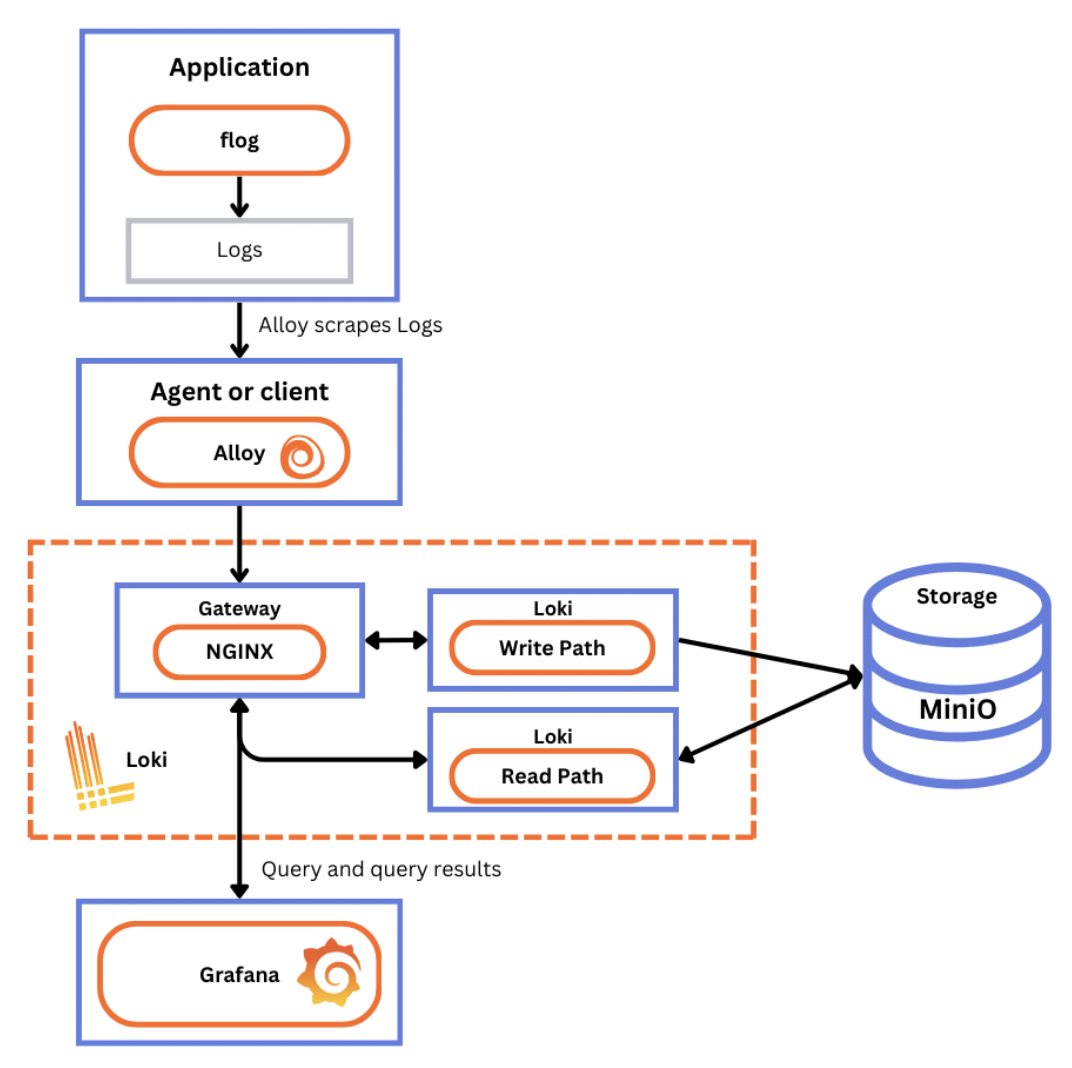 Application
flog
Logs
Alloy scrapes Logs
Agent or client
Alloy
Gateway
NGINX
Loki
Write Path
Storage
MiniO
Loki
Read Path
Loki
Query and query results
Grafana